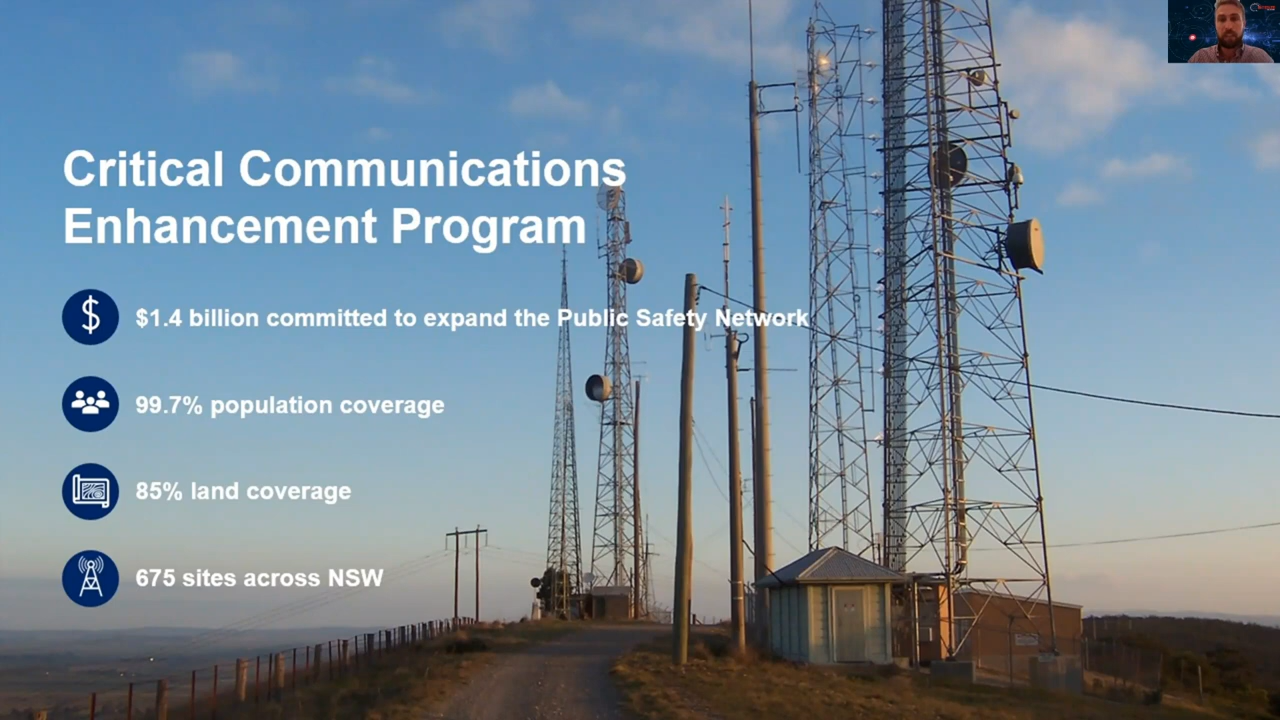 Critical Communications
Enhancement Program
$1.4 billion committed to expand the Public Safety Network
99.7% population coverage
85% land coverage
675 sites across NSW